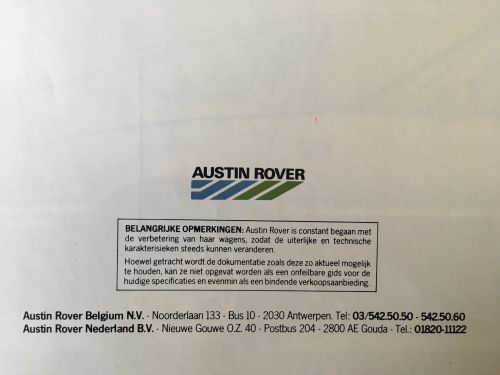 AUSTIN ROVER
BELANGRIJKE OPMERKINGEN: Austin Rover is constant begaan met
de verbetering van haar wagens, zodat de uiterlijke en technische
karakterisieken steeds kunnen veranderen.
Hoewel getracht wordt de dokumentatie zoals deze zo aktueel mogelijk
te houden, kan ze niet opgevat worden als een onfeilbare gids voor de
huidige specificaties en evenmin als een bindende verkoopsaanbieding.
Austin Rover Belgium N.V. - Noorderlaan 133 - Bus 10 - 2030 Antwerpen. Tel: 03/542.50.50 - 542.50.60
Austin Rover Nederland B.V. - Nieuwe Gouwe O.Z. 40 - Postbus 204 - 2800 AE Gouda - Tel.: 01820-11122